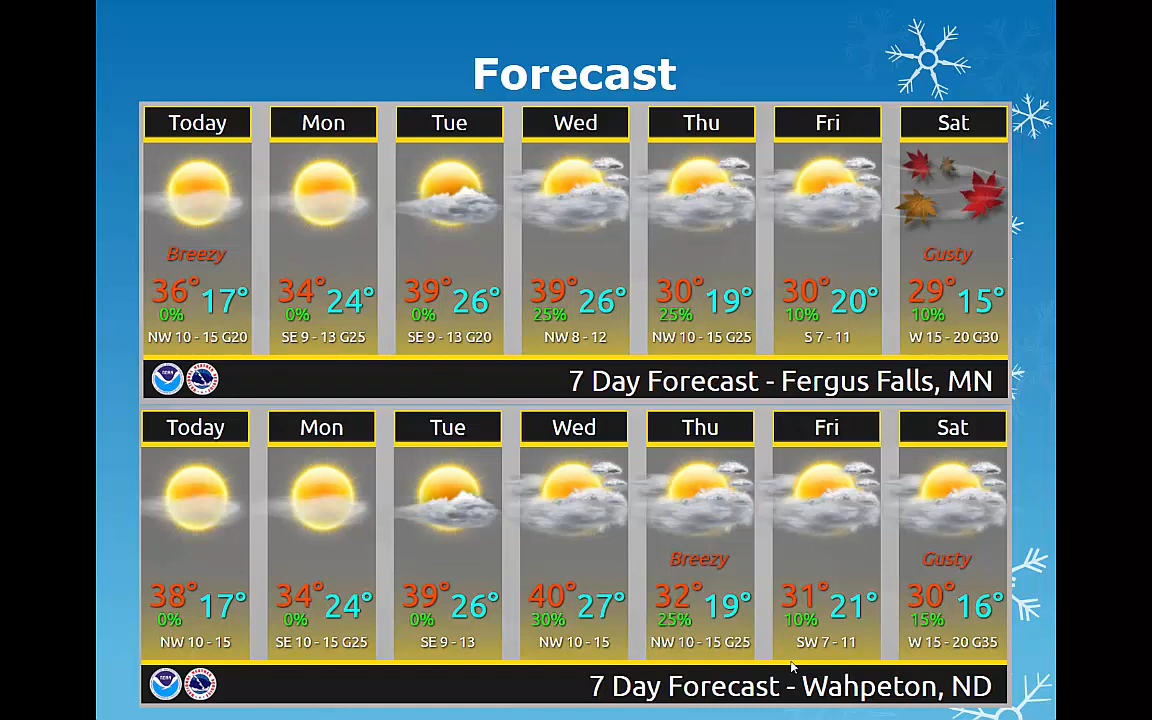 Forecast
Today Mon Tue Wed Thu Fri Sat
Breezy Gusty
36° 17° 34° 24° 39° 26° 39° 26° 30° 19° 30° 20° 29° 15°
0% 0% 0% 25% 25% 10% 10%
NW 10 - 15 G20 SE 9 - 13 G25 SE 9 - 13 G20 NW 8 - 12 NW 10 - 15 G25 S 7 - 11 W 15 - 20 G30
7 Day Forecast - Fergus Falls, MN
Today Mon Tue Wed Thu Fri Sat
Breezy Gusty
38° 17° 34° 24° 39° 26° 40° 27° 32° 19° 31° 21° 30° 16°
0% 0% 0% 30% 25% 10% 15%
NW 10 - 15 SE 10 - 15 G25 SE 9 - 13 NW 10 - 15 NW 10 - 15 G25 SW 7 - 11 W 15 - 20 G35
7 Day Forecast - Wahpeton, ND